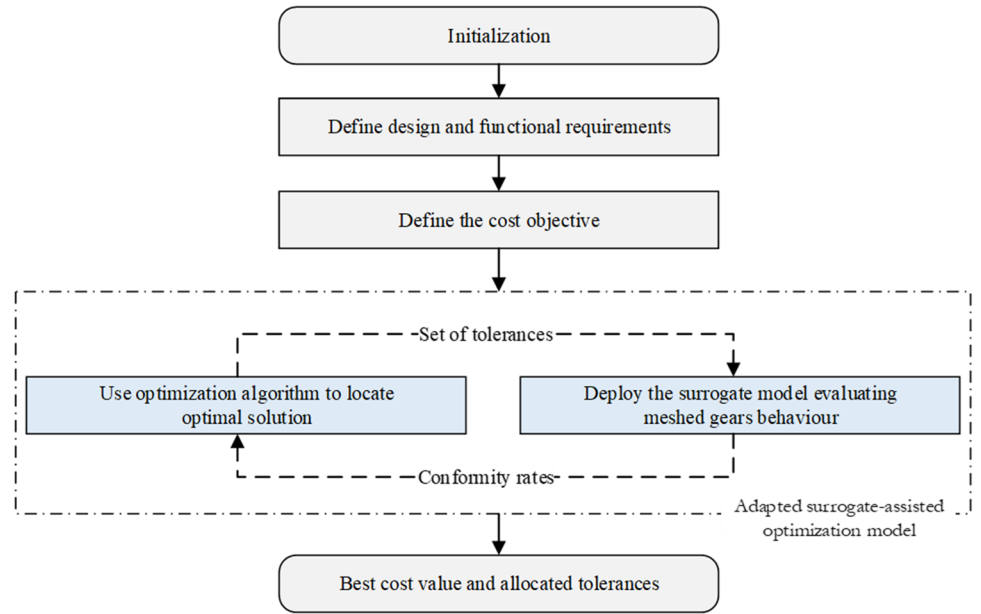 Initialization
Define design and functional requirements
Define the cost objective
Set of tolerances
Use optimization algorithm to locate
optimal solution
Deploy the surrogate model evaluating
meshed gears behaviour
Conformity rates
Adapted surrogate-assisted
optimization model
Best cost value and allocated tolerances